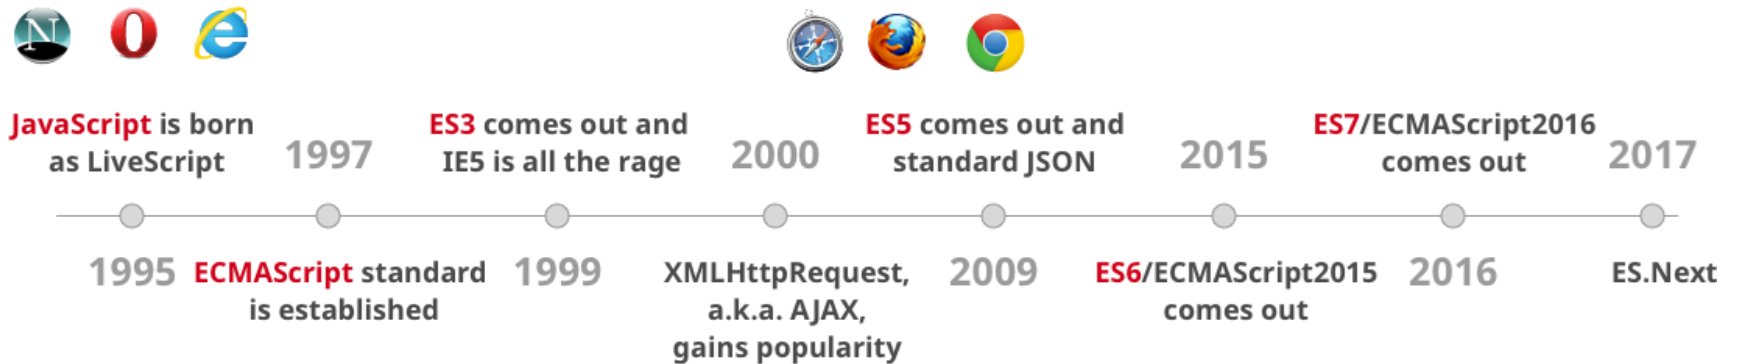 JavaScript is born
as LiveScript
1995
1997
ECMAScript standard
is established
ES3 comes out and
IE5 is all the rage
1999
2000
XMLHttpRequest,
a.k.a. AJAX,
gains popularity
ES5 comes out and
standard JSON
2009
2015
ES6/ECMAScript2015
comes out
ES7/ECMAScript2016
comes out
2016
2017
ES.Next